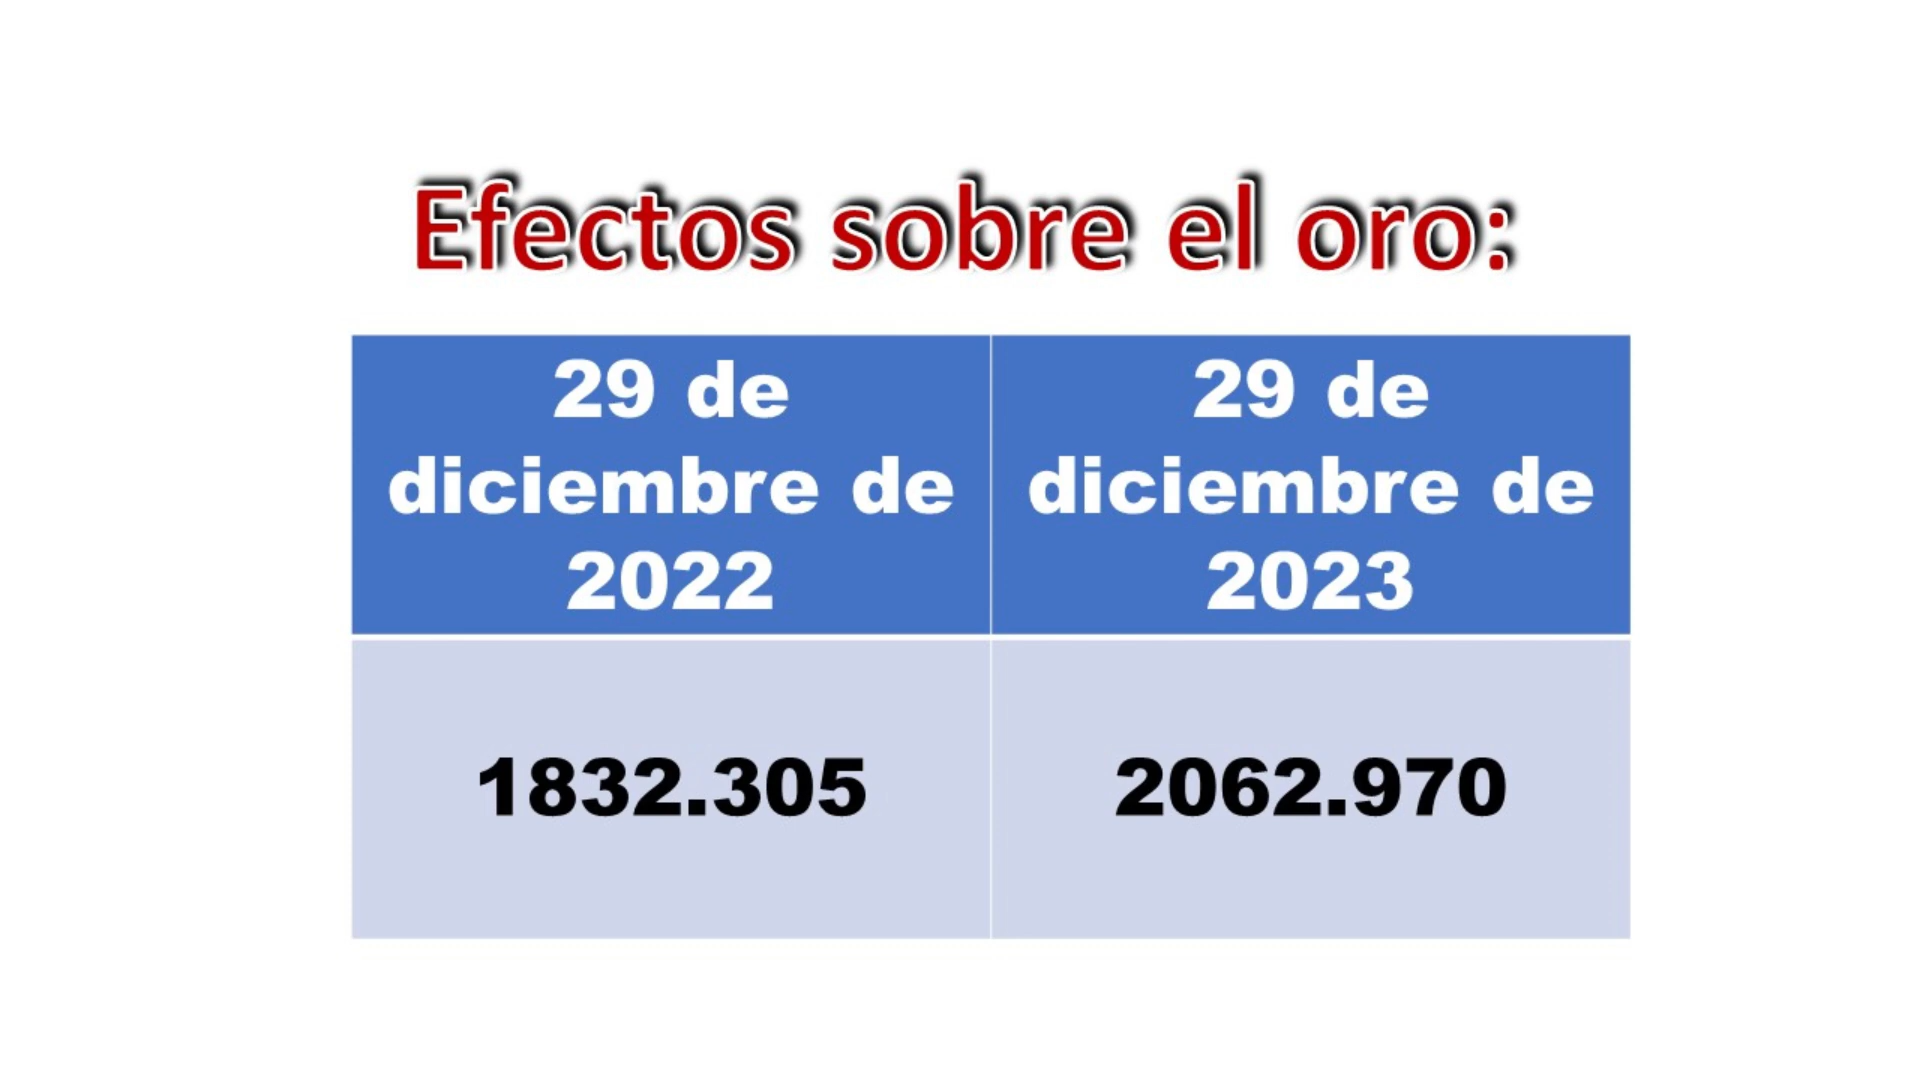 Efectos sobre el oro:
29 de
diciembre de
2022
29 de
diciembre de
2023
1832.305
2062.970